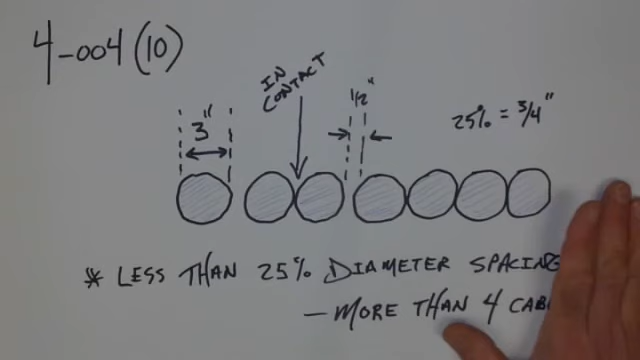 4-004(10)
IN
CONTACT
1/2"
3"
25% = 3/4"
* LESS THAN 25% DIAMETER SPACING
- MORE THAN 4